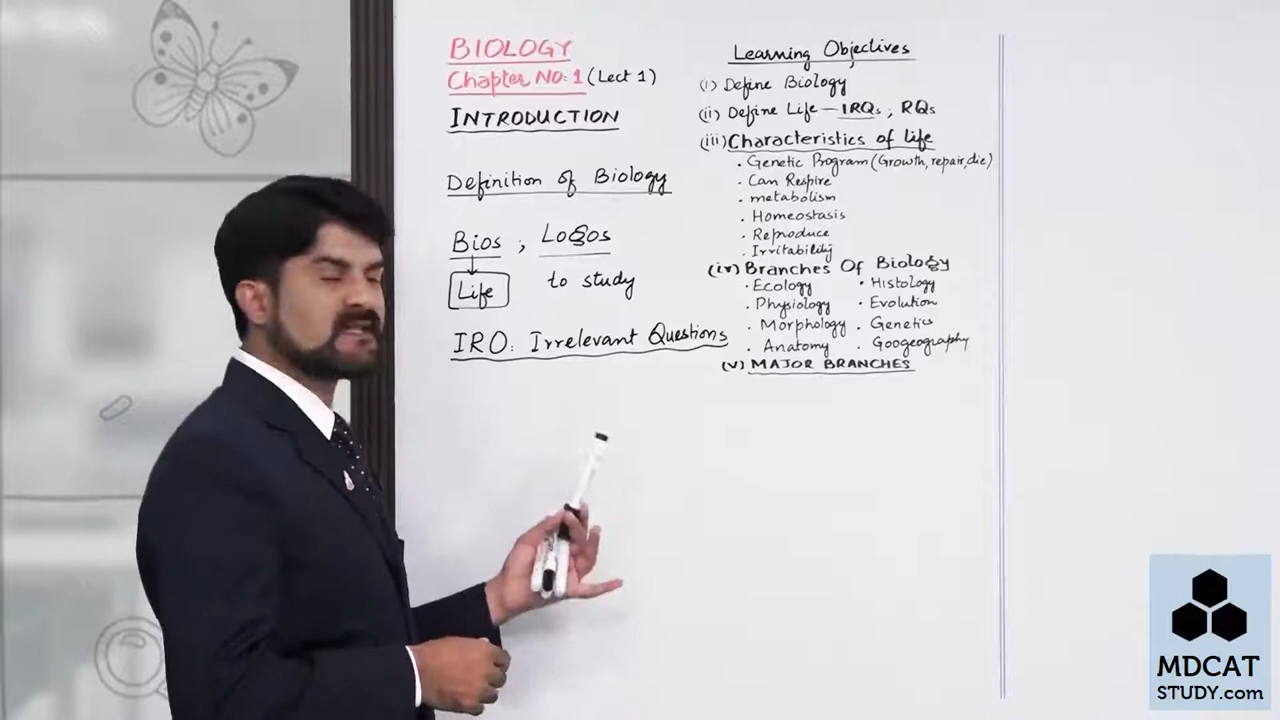 BIOLOGY
Chapter NO: 1 (Lect 1)
INTRODUCTION
Definition of Biology
Bios ; Logos
Life to study
IRQ: Irrelevant Questions
Learning Objectives
(i) Define Biology
(ii) Define Life — IRQs ; RQs
(iii) Characteristics of life
· Genetic Program (Growth, repair, die)
· Can Respire
· metabolism
· Homeostasis
· Reproduce
· Irritability
(iv) Branches Of Biology
· Ecology · Histology
· Physiology · Evolution
· Morphology · Genetics
· Anatomy · Googeography
(v) MAJOR BRANCHES
MDCAT
STUDY.com